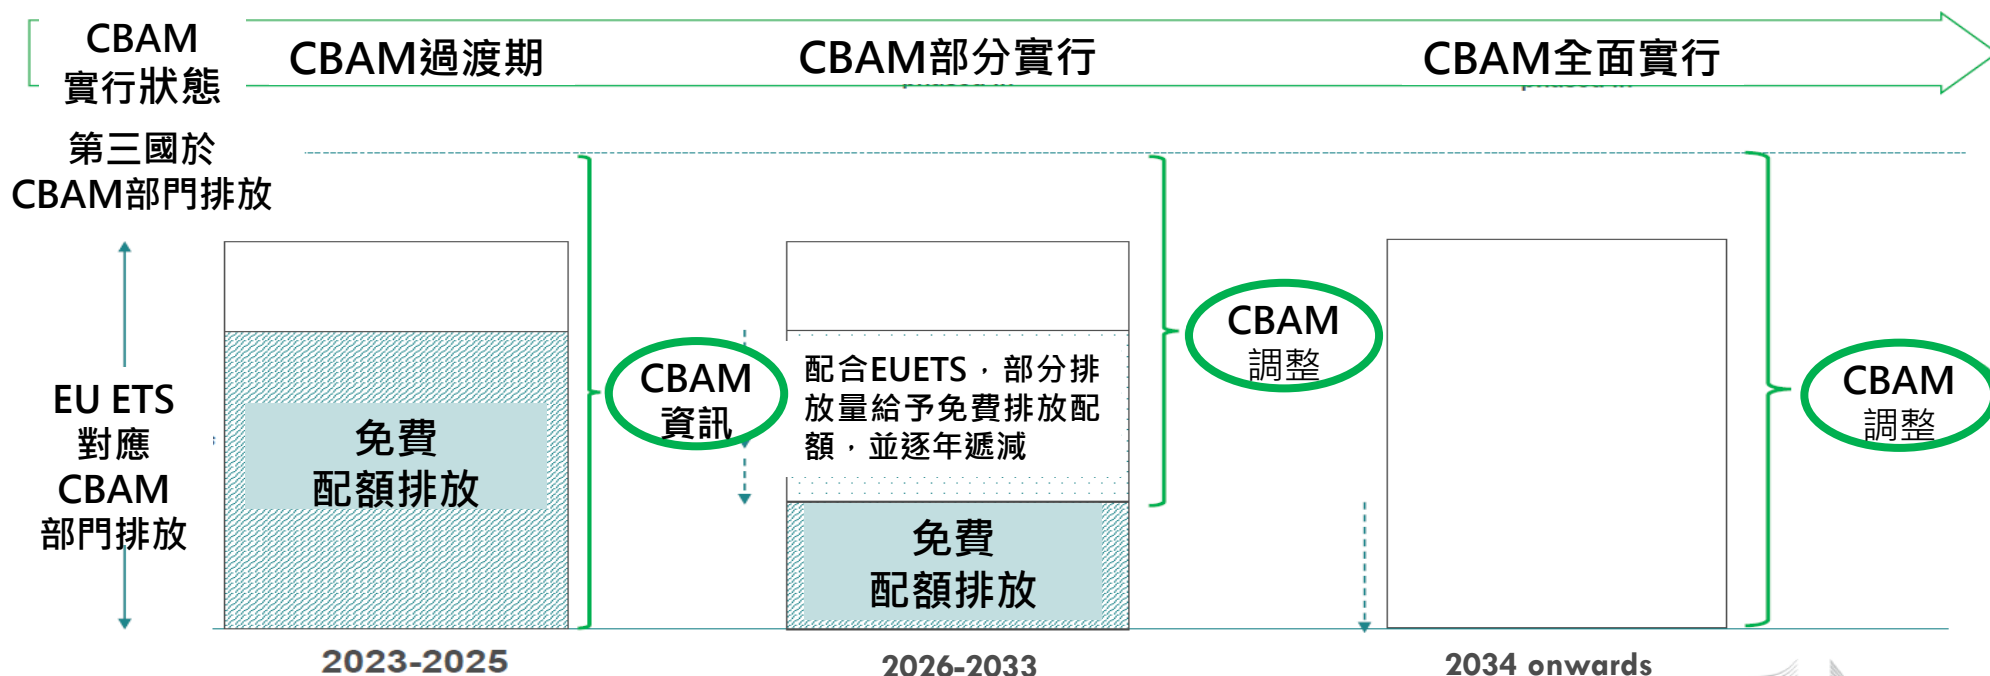 CBAM
實行狀態
CBAM過渡期
CBAM部分實行
CBAM全面實行
第三國於
CBAM部門排放
EU ETS
對應
CBAM
部門排放
免費
配額排放
CBAM
資訊
配合EUETS，部分排
放量給予免費排放配
額，並逐年遞減
免費
配額排放
CBAM
調整
CBAM
調整
2023-2025
2026-2033
2034 onwards